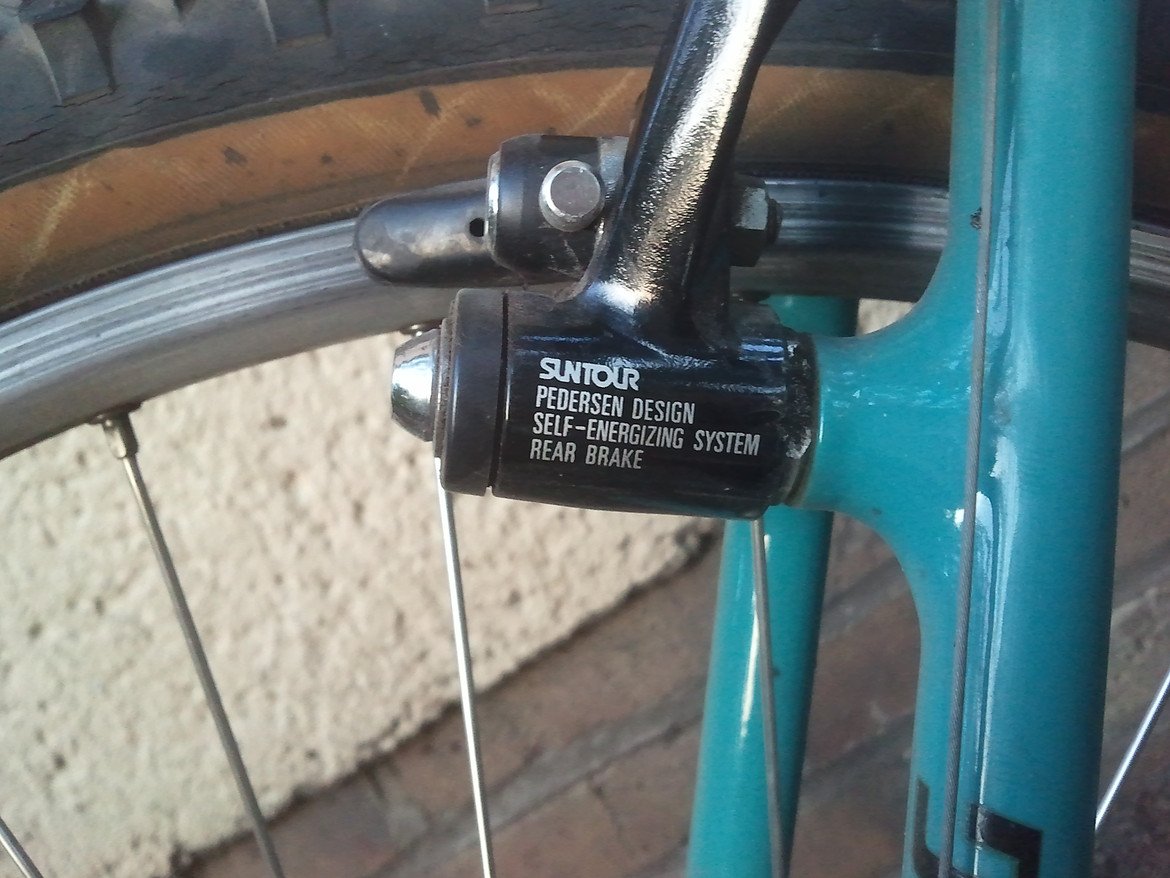 SUNTOUR
PEDERSEN DESIGN
SELF-ENERGIZING SYSTEM
REAR BRAKE